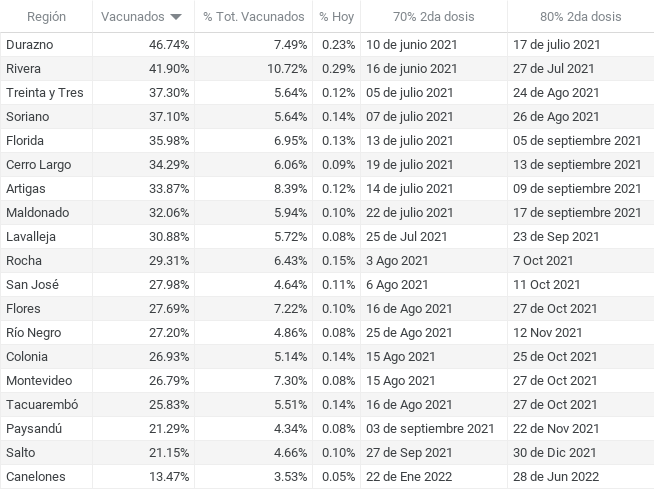 Región Vacunados % Tot. Vacunados % Hoy 70% 2da dosis 80% 2da dosis
Durazno 46.74% 7.49% 0.23% 10 de junio 2021 17 de julio 2021
Rivera 41.90% 10.72% 0.29% 16 de junio 2021 27 de Jul 2021
Treinta y Tres 37.30% 5.64% 0.12% 05 de julio 2021 24 de Ago 2021
Soriano 37.10% 5.64% 0.14% 07 de julio 2021 26 de Ago 2021
Florida 35.98% 6.95% 0.13% 13 de julio 2021 05 de septiembre 2021
Cerro Largo 34.29% 6.06% 0.09% 19 de julio 2021 13 de septiembre 2021
Artigas 33.87% 8.39% 0.12% 14 de julio 2021 09 de septiembre 2021
Maldonado 32.06% 5.94% 0.10% 22 de julio 2021 17 de septiembre 2021
Lavalleja 30.88% 5.72% 0.08% 25 de Jul 2021 23 de Sep 2021
Rocha 29.31% 6.43% 0.15% 3 Ago 2021 7 Oct 2021
San José 27.98% 4.64% 0.11% 6 Ago 2021 11 Oct 2021
Flores 27.69% 7.22% 0.10% 16 de Ago 2021 27 de Oct 2021
Río Negro 27.20% 4.86% 0.08% 25 de Ago 2021 12 Nov 2021
Colonia 26.93% 5.14% 0.14% 15 Ago 2021 25 de Oct 2021
Montevideo 26.79% 7.30% 0.08% 15 Ago 2021 27 de Oct 2021
Tacuarembó 25.83% 5.51% 0.14% 16 de Ago 2021 27 de Oct 2021
Paysandú 21.29% 4.34% 0.08% 03 de septiembre 2021 22 de Nov 2021
Salto 21.15% 4.66% 0.10% 27 de Sep 2021 30 de Dic 2021
Canelones 13.47% 3.53% 0.05% 22 de Ene 2022 28 de Jun 2022